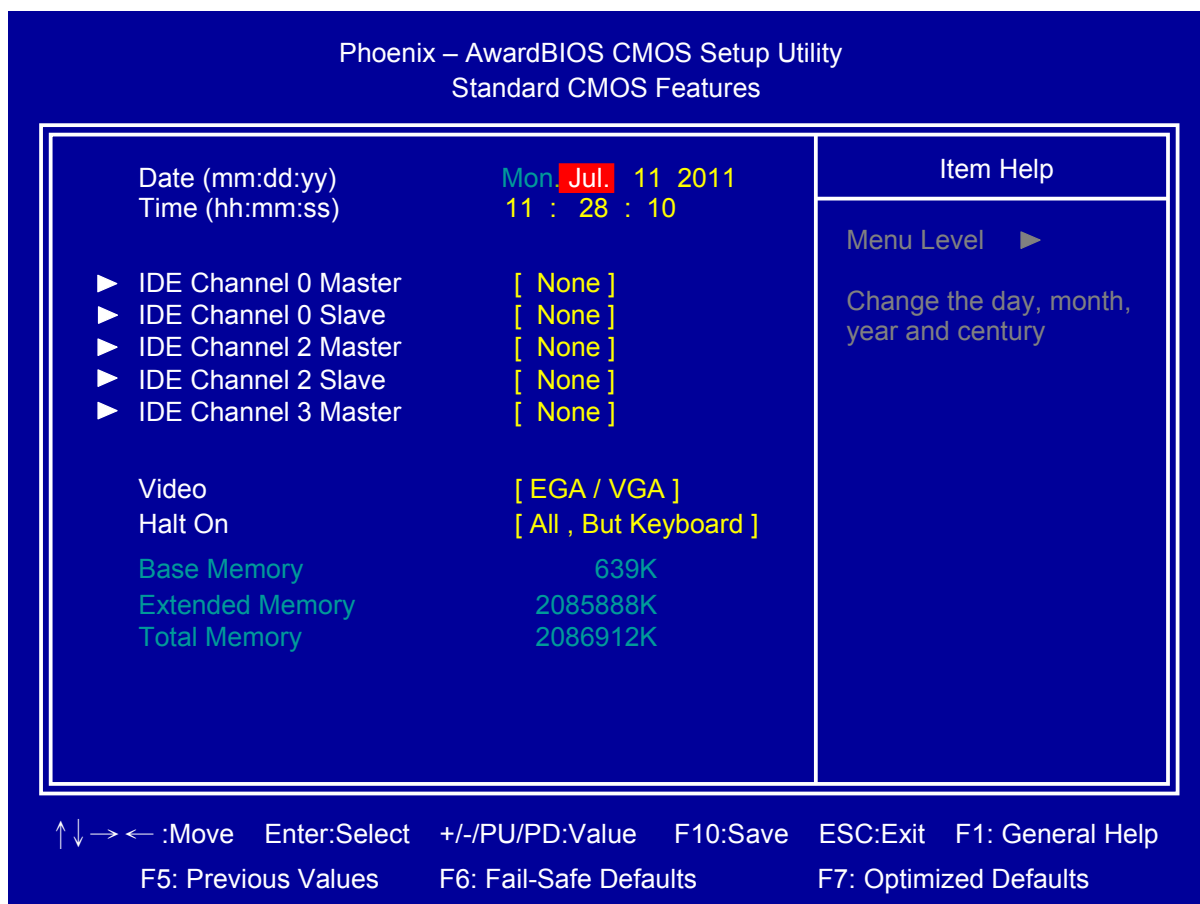 Phoenix – AwardBIOS CMOS Setup Utility
Standard CMOS Features
Date (mm:dd:yy) Mon. Jul. 11 2011
Time (hh:mm:ss) 11 : 28 : 10
► IDE Channel 0 Master [ None ]
► IDE Channel 0 Slave [ None ]
► IDE Channel 2 Master [ None ]
► IDE Channel 2 Slave [ None ]
► IDE Channel 3 Master [ None ]
Video [ EGA / VGA ]
Halt On [ All , But Keyboard ]
Base Memory 639K
Extended Memory 2085888K
Total Memory 2086912K
Item Help
Menu Level ►
Change the day, month,
year and century
↑↓→← :Move Enter:Select +/-/PU/PD:Value F10:Save ESC:Exit F1: General Help
F5: Previous Values F6: Fail-Safe Defaults F7: Optimized Defaults